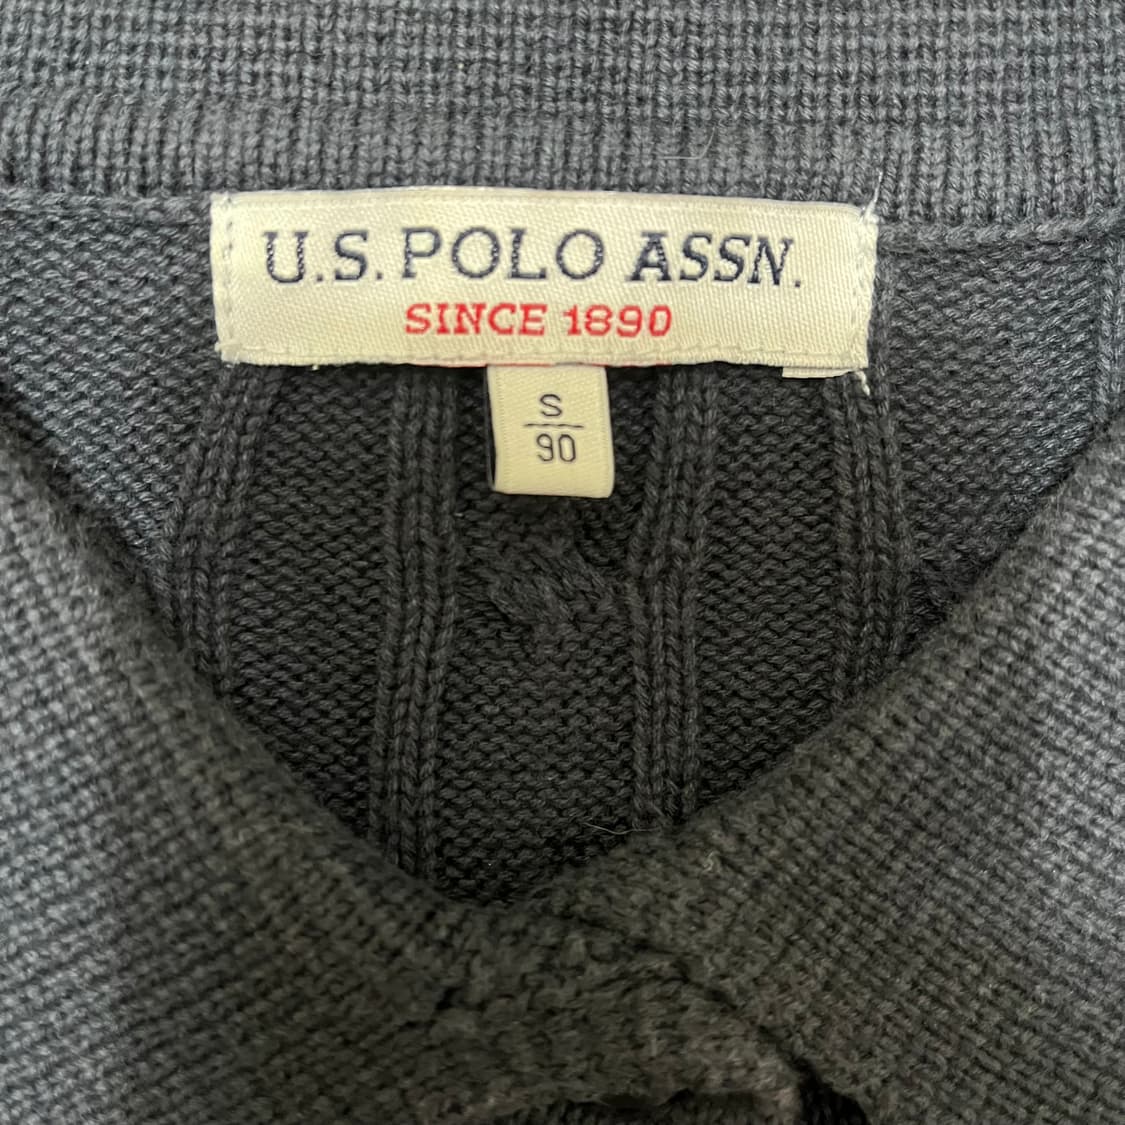 U.S. POLO ASSN.
SINCE 1890
S
90